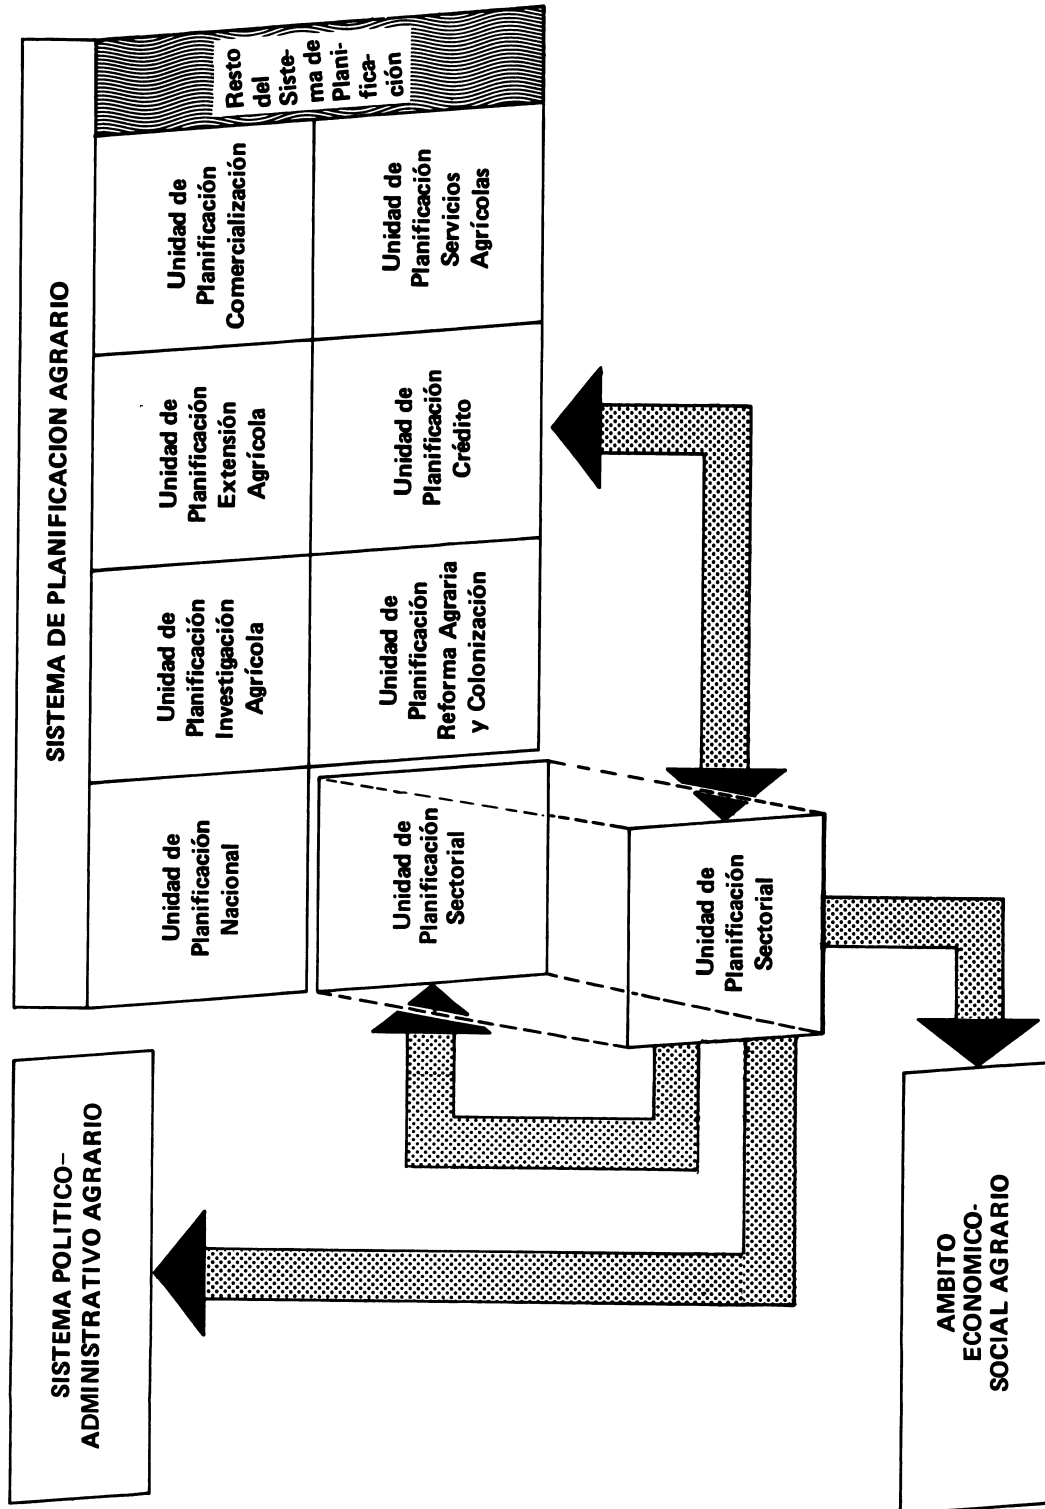 SISTEMA POLITICO-
ADMINISTRATIVO AGRARIO
SISTEMA DE PLANIFICACION AGRARIO
Unidad de
Planificación
Nacional
Unidad de
Planificación
Investigación
Agrícola
Unidad de
Planificación
Extensión
Agrícola
Unidad de
Planificación
Comercialización
Resto
del
Siste-
ma de
Plani-
fica-
ción
Unidad de
Planificación
Sectorial
Unidad de
Planificación
Reforma Agraria
y Colonización
Unidad de
Planificación
Crédito
Unidad de
Planificación
Servicios
Agrícolas
Unidad de
Planificación
Sectorial
AMBITO
ECONOMICO-
SOCIAL AGRARIO